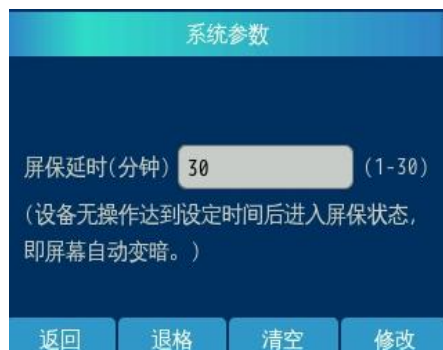 系统参数
屏保延时(分钟) 30 (1-30)
(设备无操作达到设定时间后进入屏保状态,
即屏幕自动变暗。)
返回 退格 清空 修改